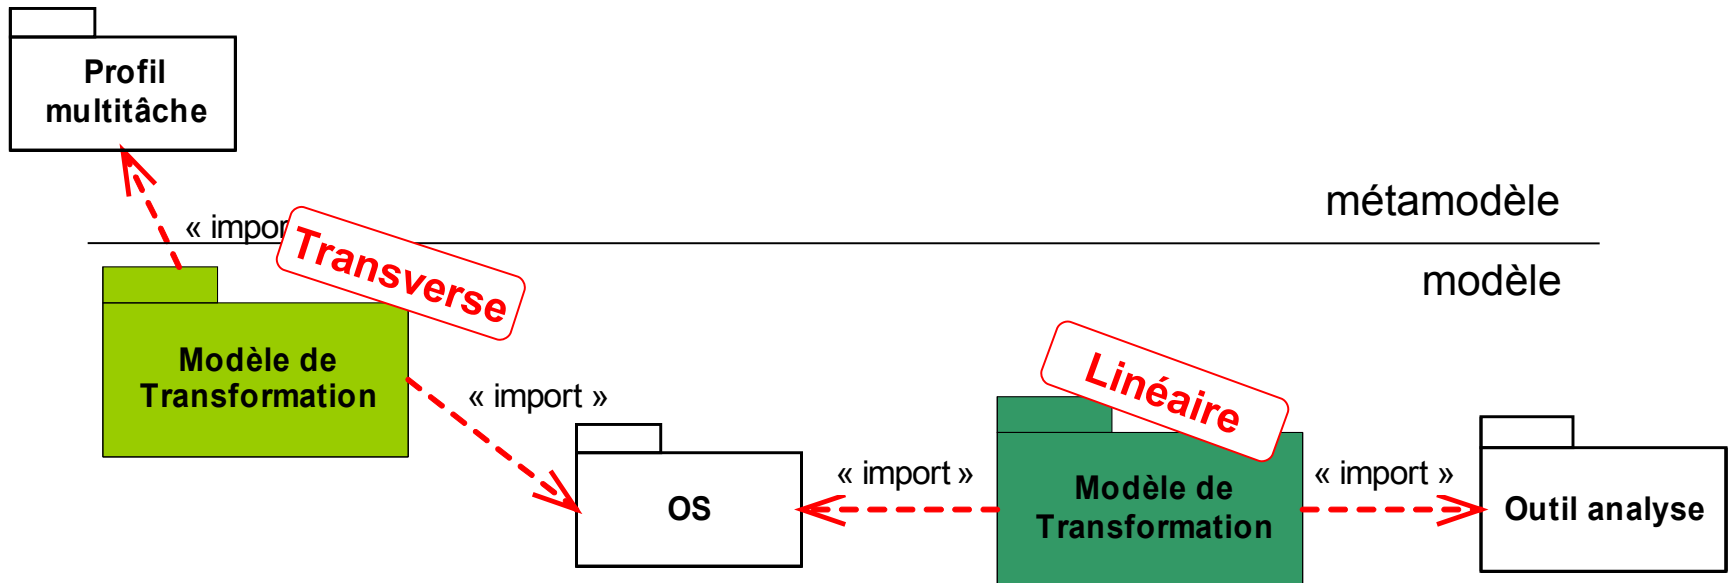 Profil
multitâche
métamodèle
« impor
Transverse
modèle
Modèle de
Transformation
« import »
Linéaire
« import »
« import »
OS
Modèle de
Transformation
Outil analyse